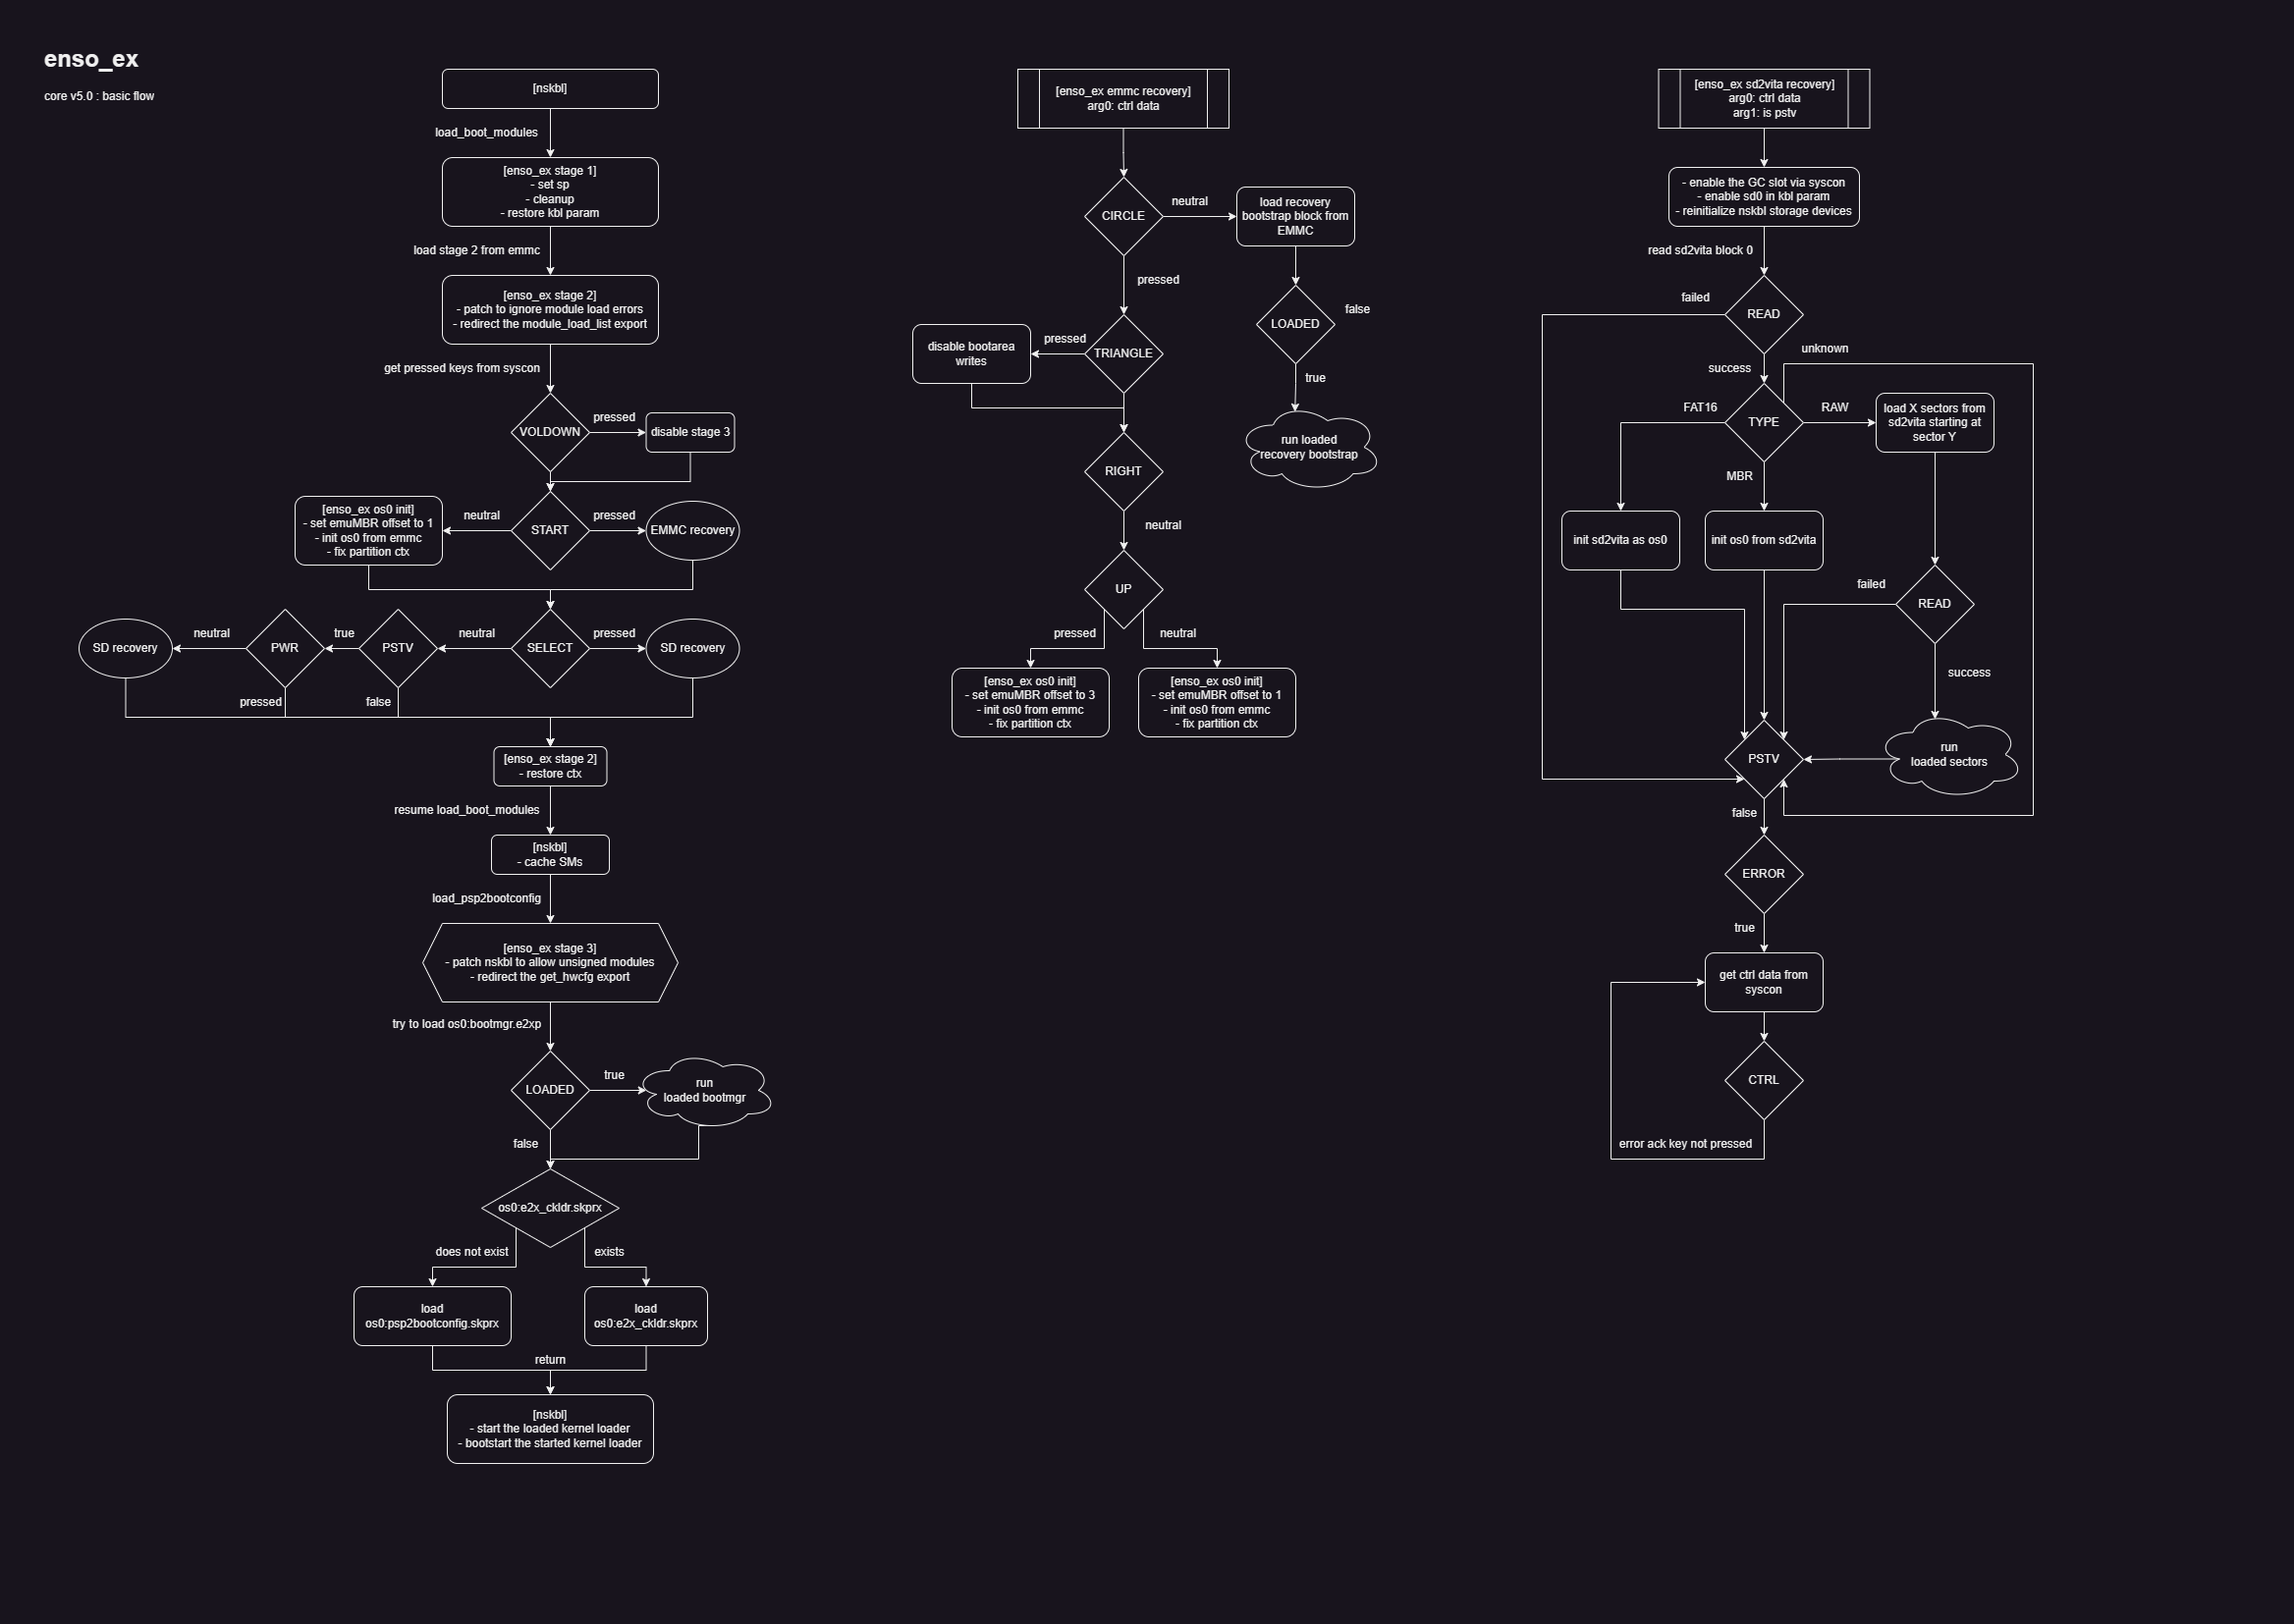 enso_ex
core v5.0 : basic flow
[nskbl]
load_boot_modules
[enso_ex stage 1]
- set sp
- cleanup
- restore kbl param
load stage 2 from emmc
[enso_ex stage 2]
- patch to ignore module load errors
- redirect the module_load_list export
get pressed keys from syscon
VOLDOWN
pressed
disable stage 3
[enso_ex os0 init]
- set emuMBR offset to 1
- init os0 from emmc
- fix partition ctx
neutral
START
pressed
EMMC recovery
SD recovery
neutral
PWR
true
PSTV
neutral
SELECT
pressed
SD recovery
pressed
false
[enso_ex stage 2]
- restore ctx
resume load_boot_modules
[nskbl]
- cache SMs
load_psp2bootconfig
[enso_ex stage 3]
- patch nskbl to allow unsigned modules
- redirect the get_hwcfg export
try to load os0:bootmgr.e2xp
LOADED
true
run
loaded bootmgr
false
os0:e2x_ckldr.skprx
does not exist
exists
load
os0:psp2bootconfig.skprx
load
os0:e2x_ckldr.skprx
return
[nskbl]
- start the loaded kernel loader
- bootstart the started kernel loader
[enso_ex emmc recovery]
arg0: ctrl data
CIRCLE
neutral
load recovery
bootstrap block from
EMMC
pressed
LOADED
false
true
run loaded
recovery bootstrap
disable bootarea
writes
pressed
TRIANGLE
RIGHT
neutral
UP
pressed
neutral
[enso_ex os0 init]
- set emuMBR offset to 3
- init os0 from emmc
- fix partition ctx
[enso_ex os0 init]
- set emuMBR offset to 1
- init os0 from emmc
- fix partition ctx
[enso_ex sd2vita recovery]
arg0: ctrl data
arg1: is pstv
- enable the GC slot via syscon
- enable sd0 in kbl param
- reinitialize nskbl storage devices
read sd2vita block 0
failed
READ
success
unknown
FAT16
TYPE
RAW
load X sectors from
sd2vita starting at
sector Y
MBR
init sd2vita as os0
init os0 from sd2vita
failed
READ
success
PSTV
run
loaded sectors
false
ERROR
true
get ctrl data from
syscon
CTRL
error ack key not pressed